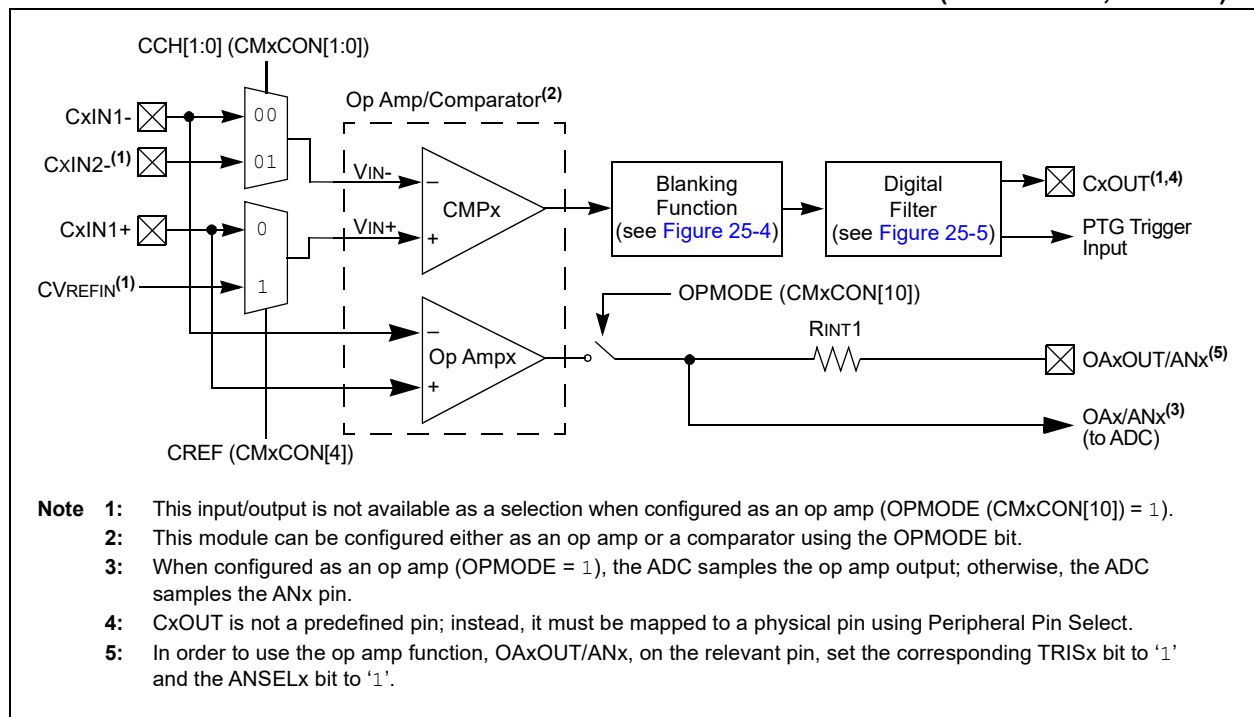 CCH[1:0] (CMxCON[1:0])
Op Amp/Comparator(2)
CxIN1-
00
CxIN2-(1)
01
VIN-
–
CMPx
Blanking
Function
(see Figure 25-4)
Digital
Filter
(see Figure 25-5)
CxOUT(1,4)
CxIN1+
0
VIN+
+
PTG Trigger
Input
CVREFIN(1)
1
OPMODE (CMxCON[10])
–
Op Ampx
+
RINT1
OAxOUT/ANx(5)
OAx/ANx(3)
(to ADC)
CREF (CMxCON[4])
Note 1: This input/output is not available as a selection when configured as an op amp (OPMODE (CMxCON[10]) = 1).
2: This module can be configured either as an op amp or a comparator using the OPMODE bit.
3: When configured as an op amp (OPMODE = 1), the ADC samples the op amp output; otherwise, the ADC
samples the ANx pin.
4: CxOUT is not a predefined pin; instead, it must be mapped to a physical pin using Peripheral Pin Select.
5: In order to use the op amp function, OAxOUT/ANx, on the relevant pin, set the corresponding TRISx bit to ‘1’
and the ANSELx bit to ‘1’.